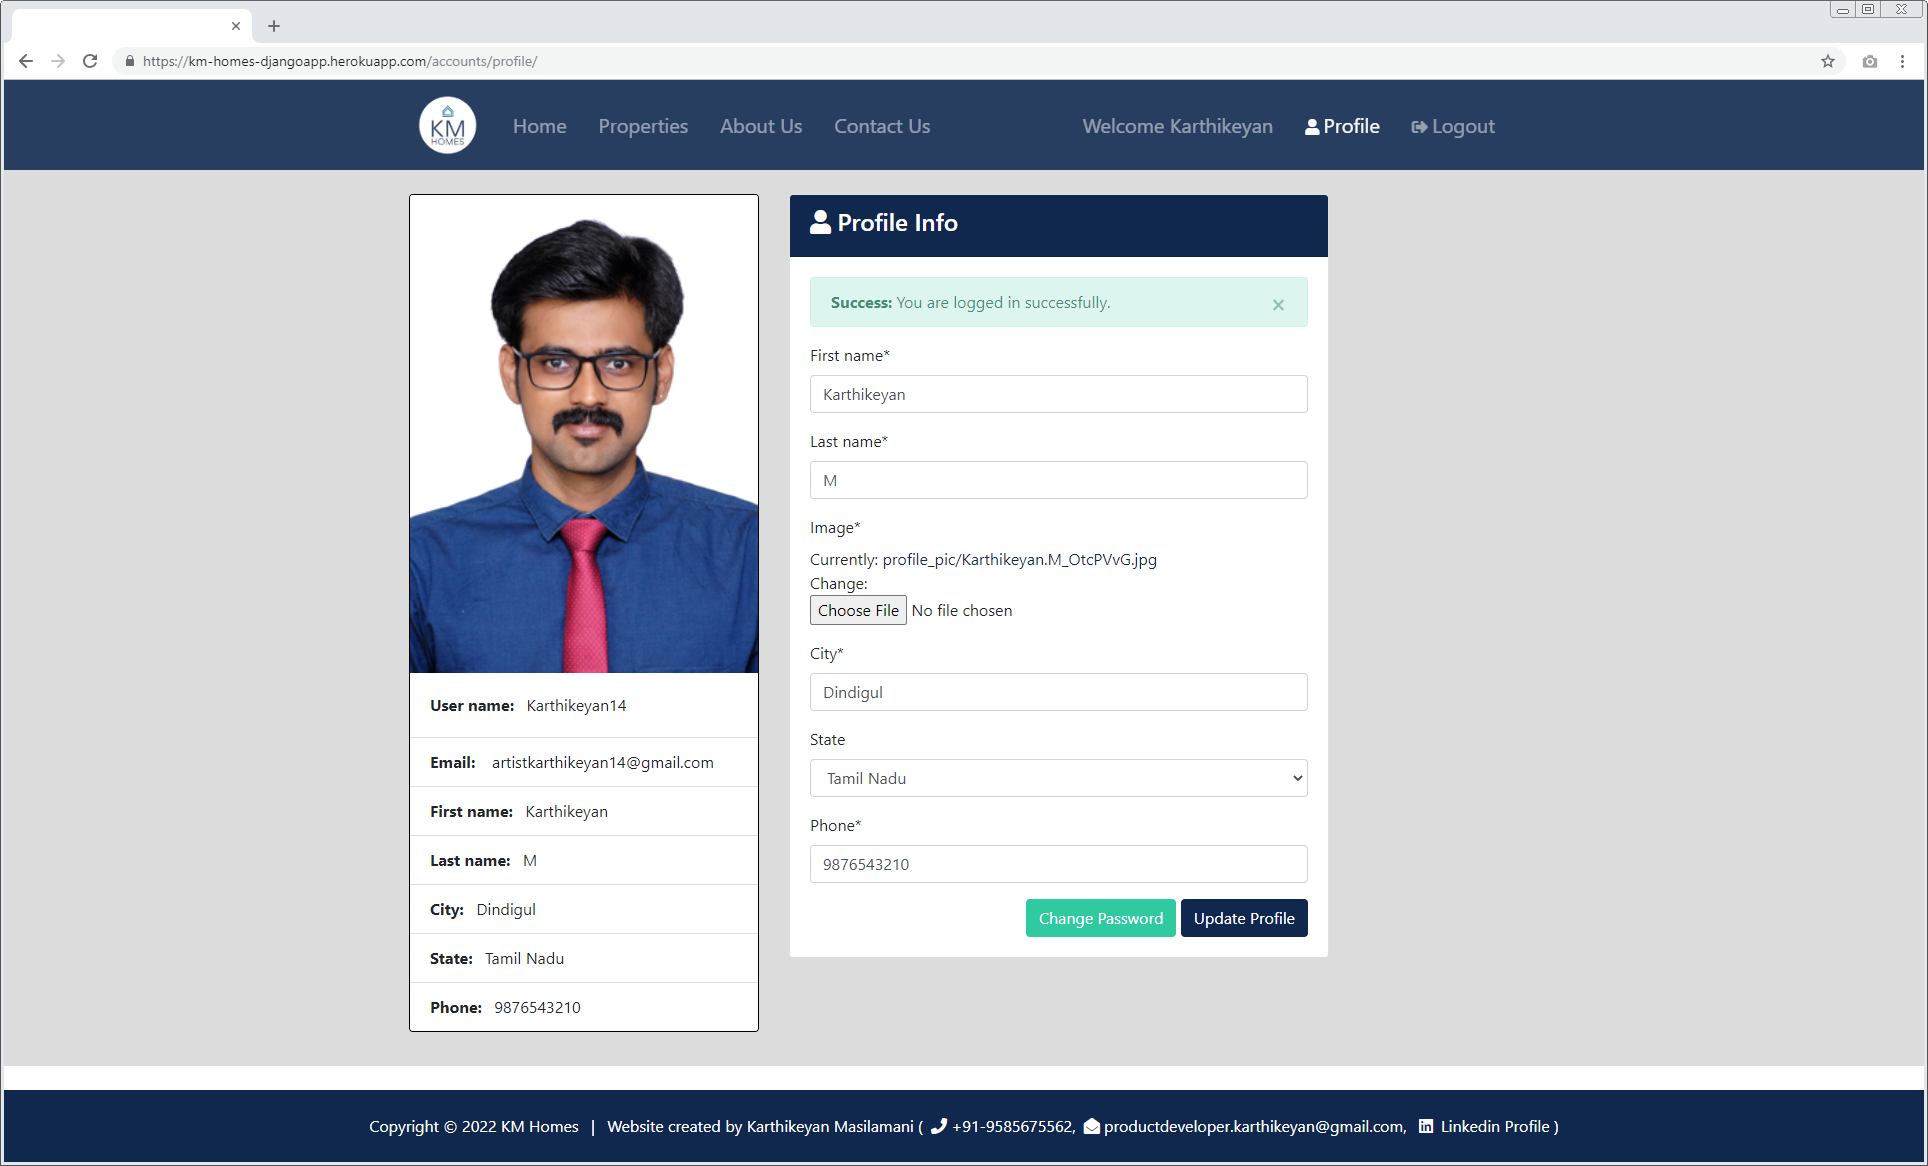 https://km-homes-djangoapp.herokuapp.com/accounts/profile/
KM
HOMES
Home Properties About Us Contact Us Welcome Karthikeyan Profile Logout
Profile Info
Success: You are logged in successfully. ×
First name*
Karthikeyan
Last name*
M
Image*
Currently: profile_pic/Karthikeyan.M_OtcPVvG.jpg
Change:
Choose File No file chosen
City*
Dindigul
State
Tamil Nadu
Phone*
9876543210
Change Password Update Profile
User name: Karthikeyan14
Email: artistkarthikeyan14@gmail.com
First name: Karthikeyan
Last name: M
City: Dindigul
State: Tamil Nadu
Phone: 9876543210
Copyright © 2022 KM Homes | Website created by Karthikeyan Masilamani ( +91-9585675562, productdeveloper.karthikeyan@gmail.com, in Linkedin Profile )